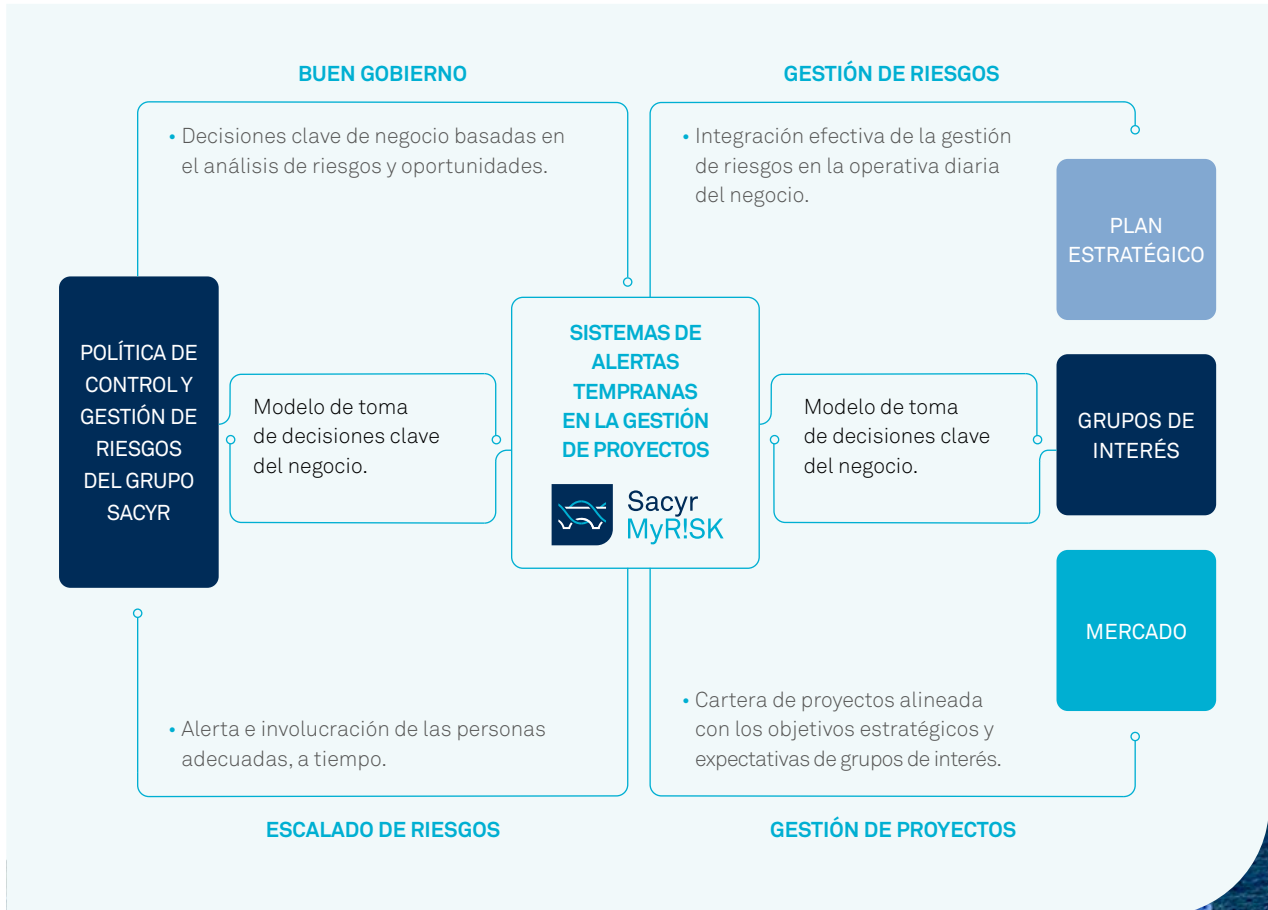 BUEN GOBIERNO
• Decisiones clave de negocio basadas en
el análisis de riesgos y oportunidades.
GESTIÓN DE RIESGOS
• Integración efectiva de la gestión
de riesgos en la operativa diaria
del negocio.
POLÍTICA DE
CONTROL Y
GESTIÓN DE
RIESGOS
DEL GRUPO
SACYR
Modelo de toma
de decisiones clave
del negocio.
SISTEMAS DE
ALERTAS
TEMPRANAS
EN LA GESTIÓN
DE PROYECTOS
Sacyr
MyR!SK
Modelo de toma
de decisiones clave
del negocio.
PLAN
ESTRATÉGICO
GRUPOS DE
INTERÉS
MERCADO
• Alerta e involucración de las personas
adecuadas, a tiempo.
ESCALADO DE RIESGOS
• Cartera de proyectos alineada
con los objetivos estratégicos y
expectativas de grupos de interés.
GESTIÓN DE PROYECTOS